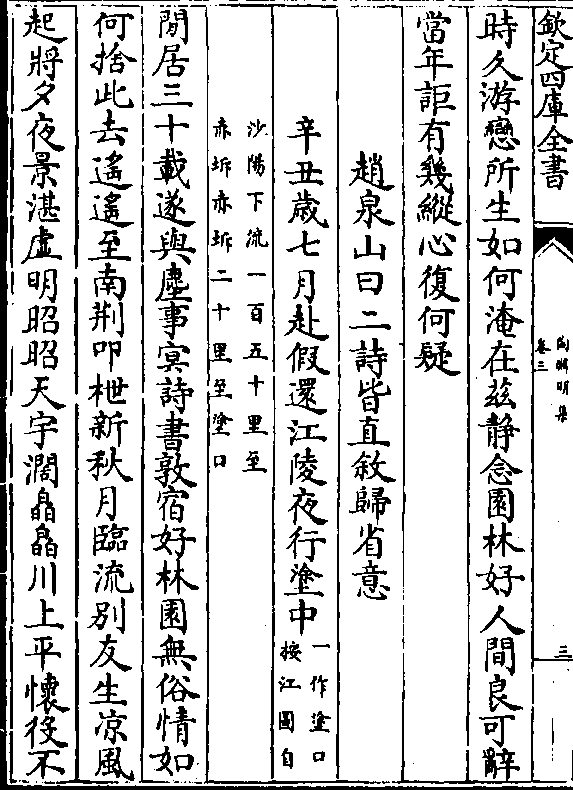 欽定四庫全書
陶淵明集
卷三
三
時久游戀所生如何淹在茲靜念園林好人間良可辭
當年詎有幾縱心復何疑
趙泉山曰二詩皆直敘歸省意
辛丑歲七月赴假還江陵夜行塗中
一作塗口
按江圖自
沙陽下流一百五十里至
赤圻赤圻二十里至塗口
閒居三十載遂與塵事冥詩書敦宿好林園無俗情如
何捨此去遙遙至南荆叩枻新秋月臨流别友生凉風
起將夕夜景湛虛明昭昭天宇濶皛皛川上平懷役不